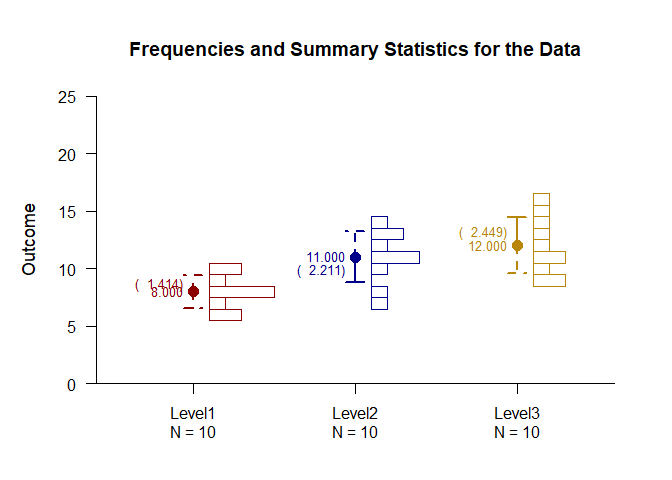 Frequencies and Summary Statistics for the Data
Outcome
25
20
15
10
5
0
( 1.414)
8.000
11.000
( 2.211)
( 2.449)
12.000
Level1
N = 10
Level2
N = 10
Level3
N = 10